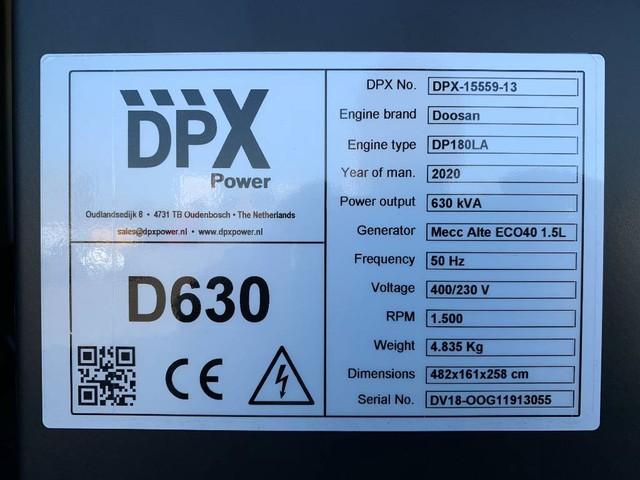 DPX
Power
Oudlandsedijk 8 • 4731 TB Oudenbosch • The Netherlands
sales@dpxpower.nl • www.dpxpower.nl
D630
CE
DPX No. DPX-15559-13
Engine brand Doosan
Engine type DP180LA
Year of man. 2020
Power output 630 kVA
Generator Mecc Alte ECO40 1.5L
Frequency 50 Hz
Voltage 400/230 V
RPM 1.500
Weight 4.835 Kg
Dimensions 482x161x258 cm
Serial No. DV18-OOG11913055